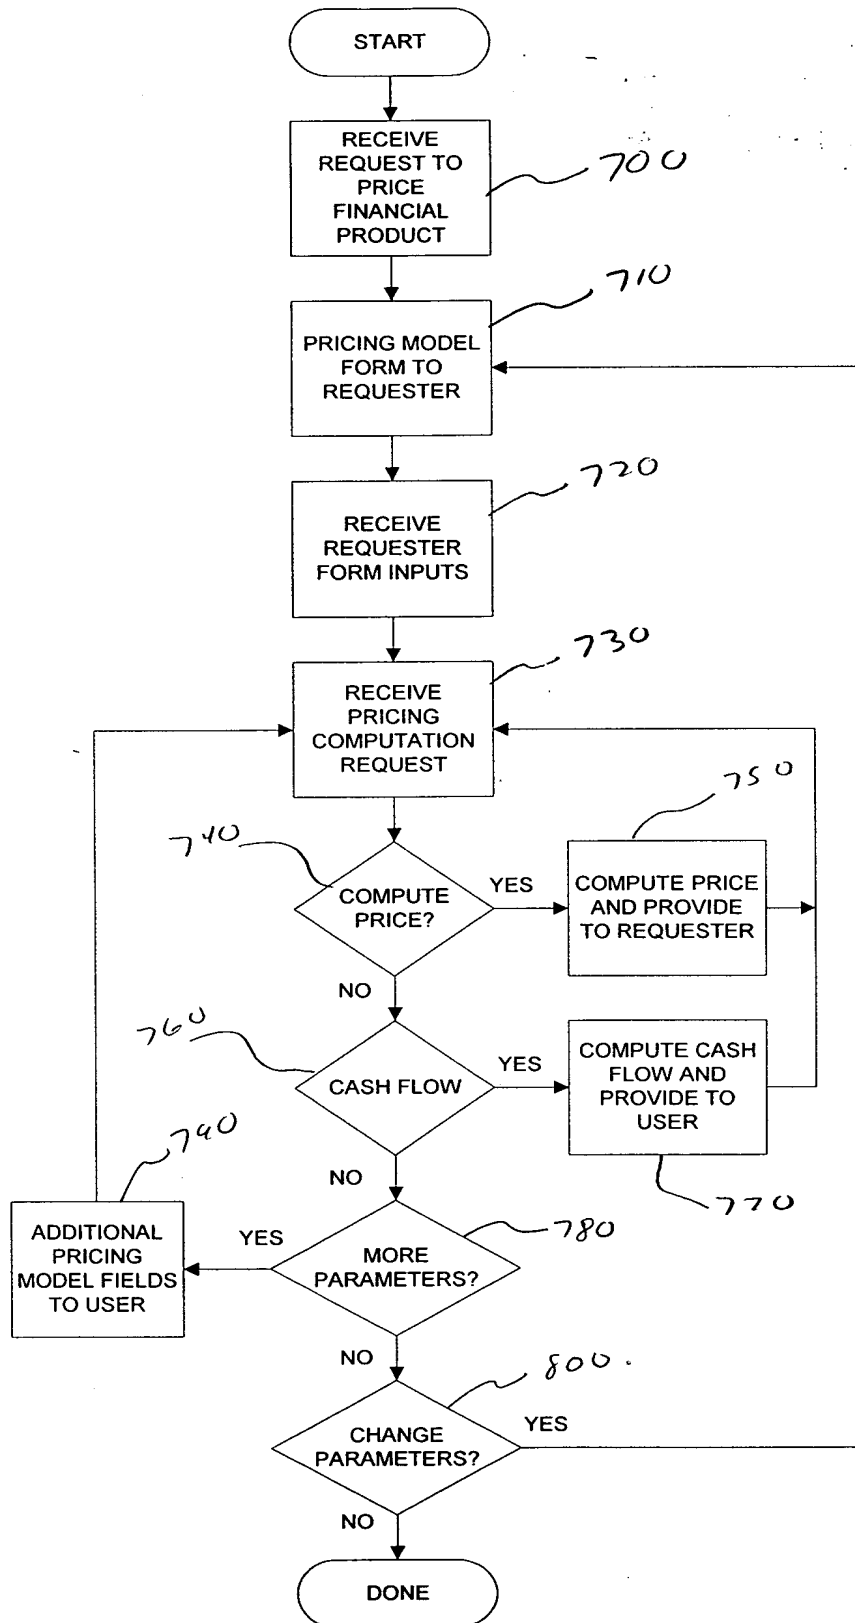 START
RECEIVE
REQUEST TO
PRICE
FINANCIAL
PRODUCT
700
710
PRICING MODEL
FORM TO
REQUESTER
720
RECEIVE
REQUESTER
FORM INPUTS
730
RECEIVE
PRICING
COMPUTATION
REQUEST
740
750
COMPUTE
PRICE?
YES
COMPUTE PRICE
AND PROVIDE
TO REQUESTER
NO
760
CASH FLOW
YES
COMPUTE CASH
FLOW AND
PROVIDE TO
USER
770
NO
790
780
ADDITIONAL
PRICING
MODEL FIELDS
TO USER
YES
MORE
PARAMETERS?
NO
800.
CHANGE
PARAMETERS?
YES
NO
DONE